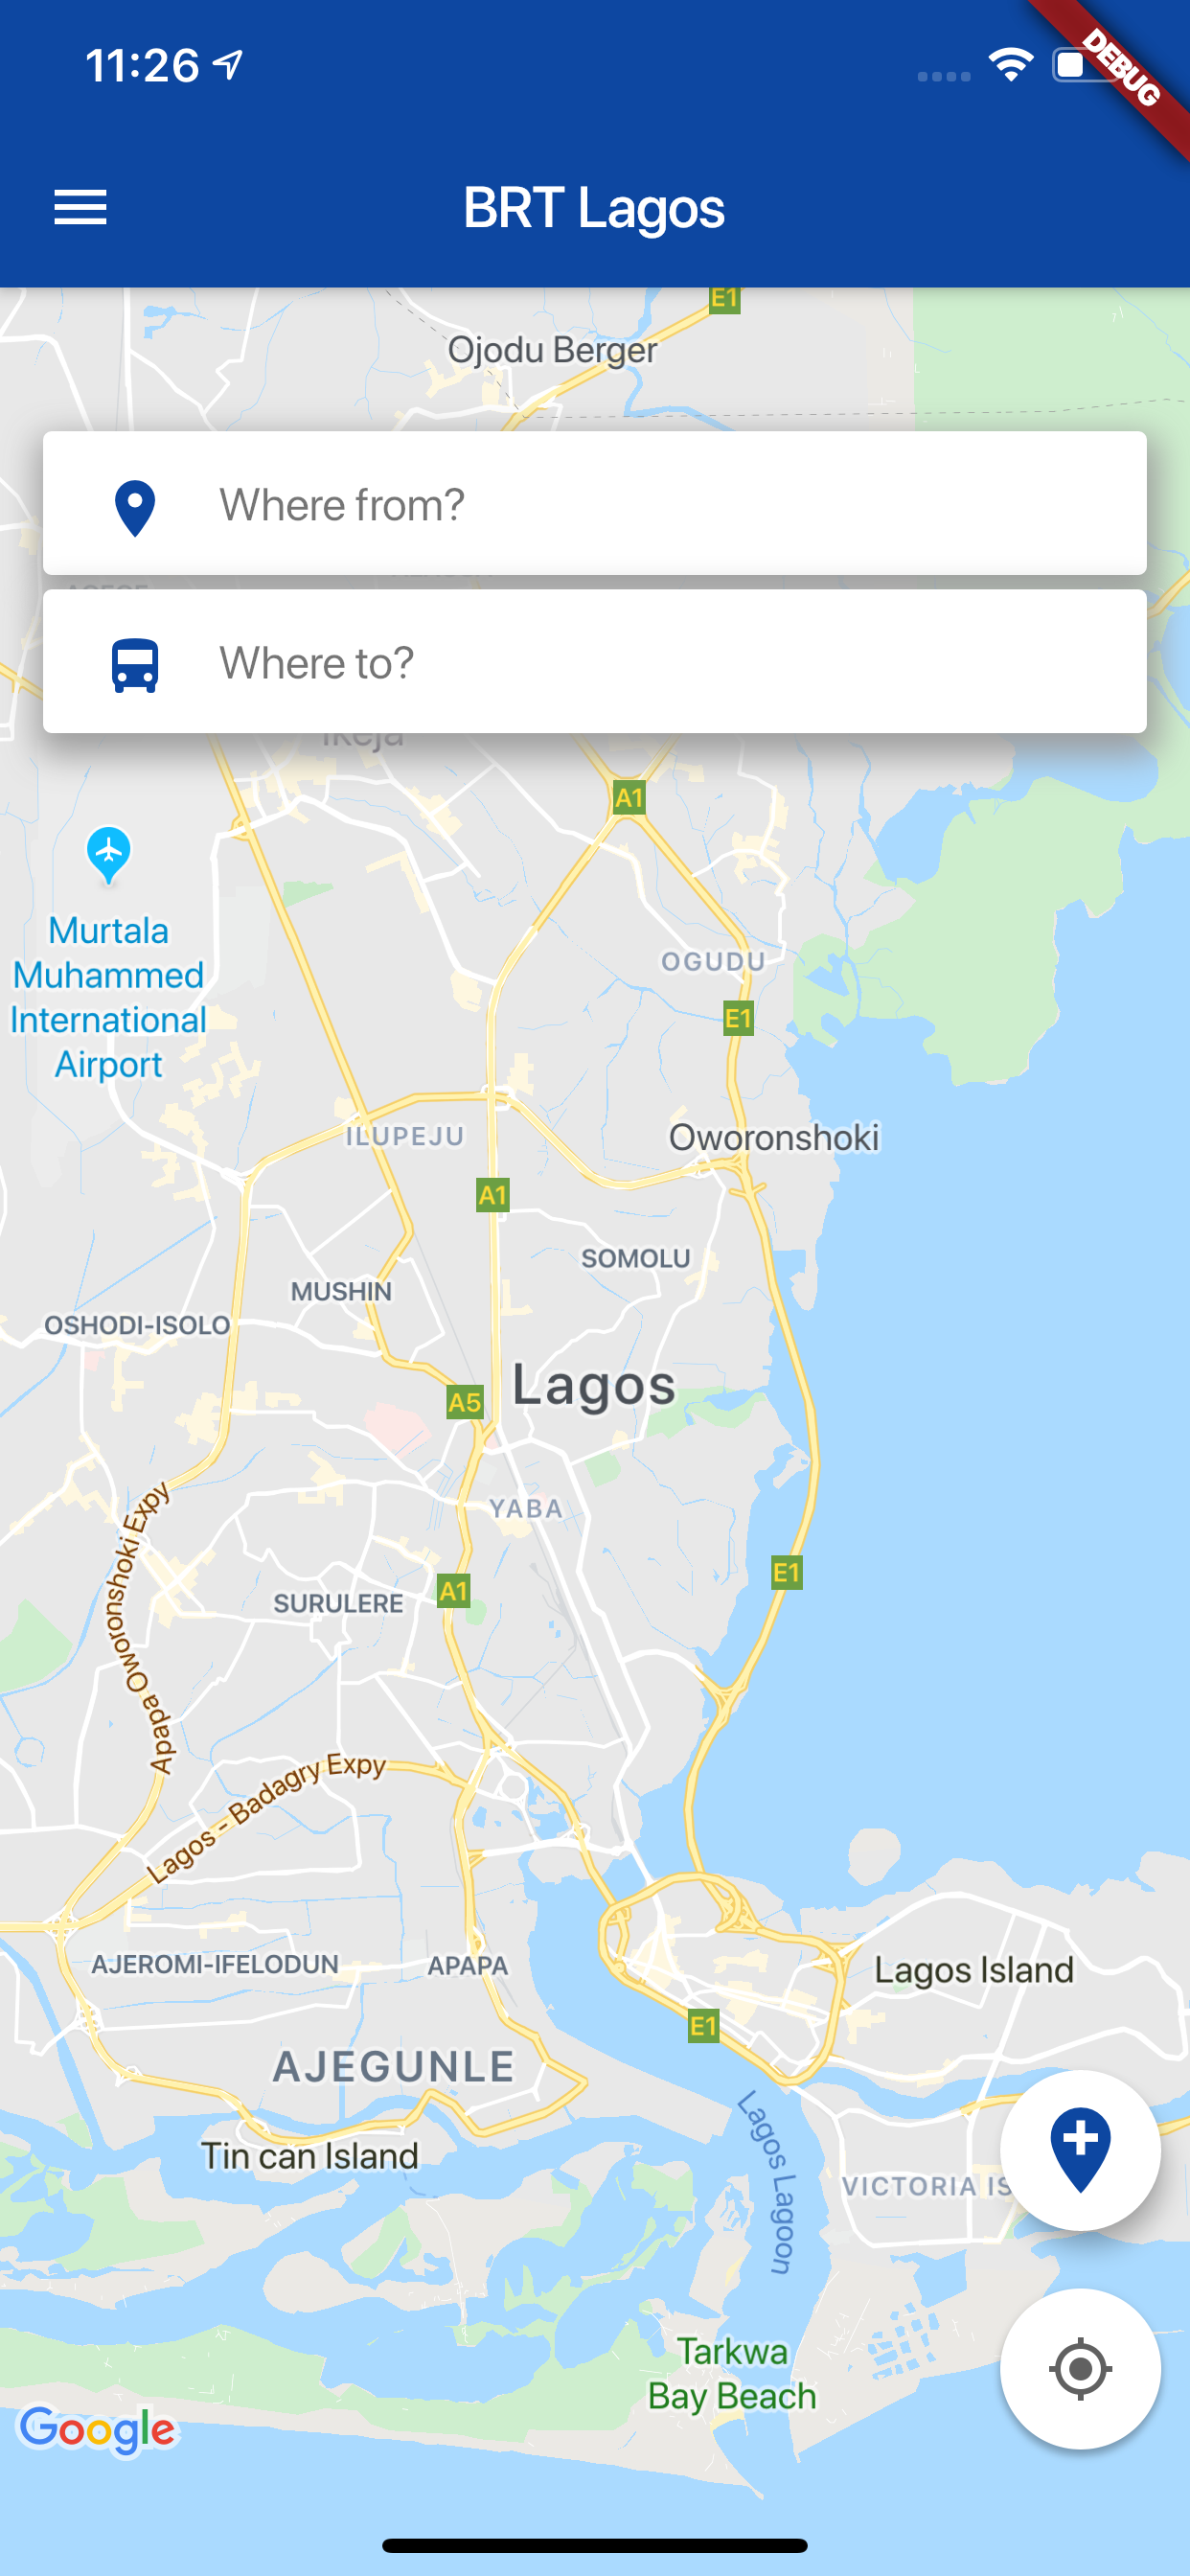 11:26
DEBUG
BRT Lagos
E1
Ojodu Berger
Where from?
Where to?
Ikeja
A1
Murtala
Muhammed
International
Airport
OGUDU
E1
ILUPEJU
Oworonshoki
A1
SOMOLU
MUSHIN
OSHODI-ISOLO
Lagos
A5
Apapa Oworonshoki Expy
YABA
E1
A1
SURULERE
Lagos - Badagry Expy
AJEROMI-IFELODUN
APAPA
Lagos Island
E1
AJEGUNLE
Lagos Lagoon
Tin can Island
VICTORIA IS
Tarkwa
Bay Beach
Google